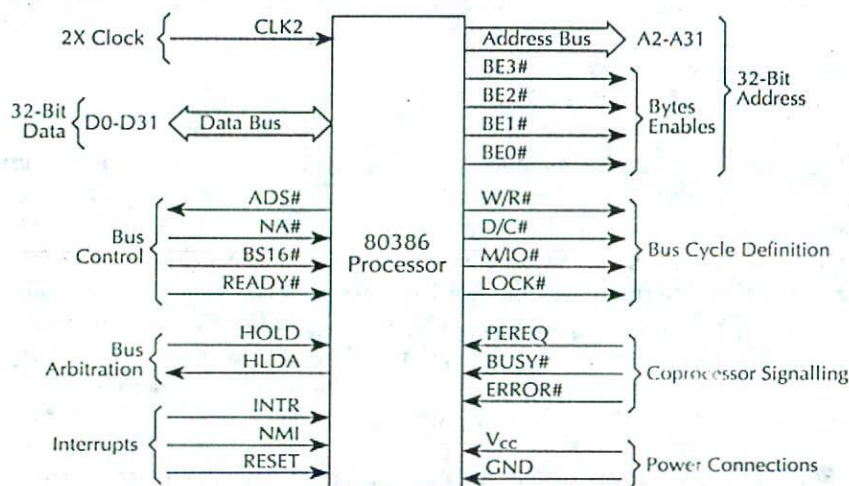 2X Clock
CLK2
32-Bit
Data
D0-D31
Data Bus
Bus
Control
ADS#
NA#
BS16#
READY#
Bus
Arbitration
HOLD
HLDA
Interrupts
INTR
NMI
RESET
80386
Processor
Address Bus
A2-A31
BE3#
BE2#
BE1#
BE0#
Bytes
Enables
32-Bit
Address
W/R#
D/C#
M/IO#
LOCK#
Bus Cycle Definition
PEREQ
BUSY#
ERROR#
Coprocessor Signalling
Vcc
GND
Power Connections